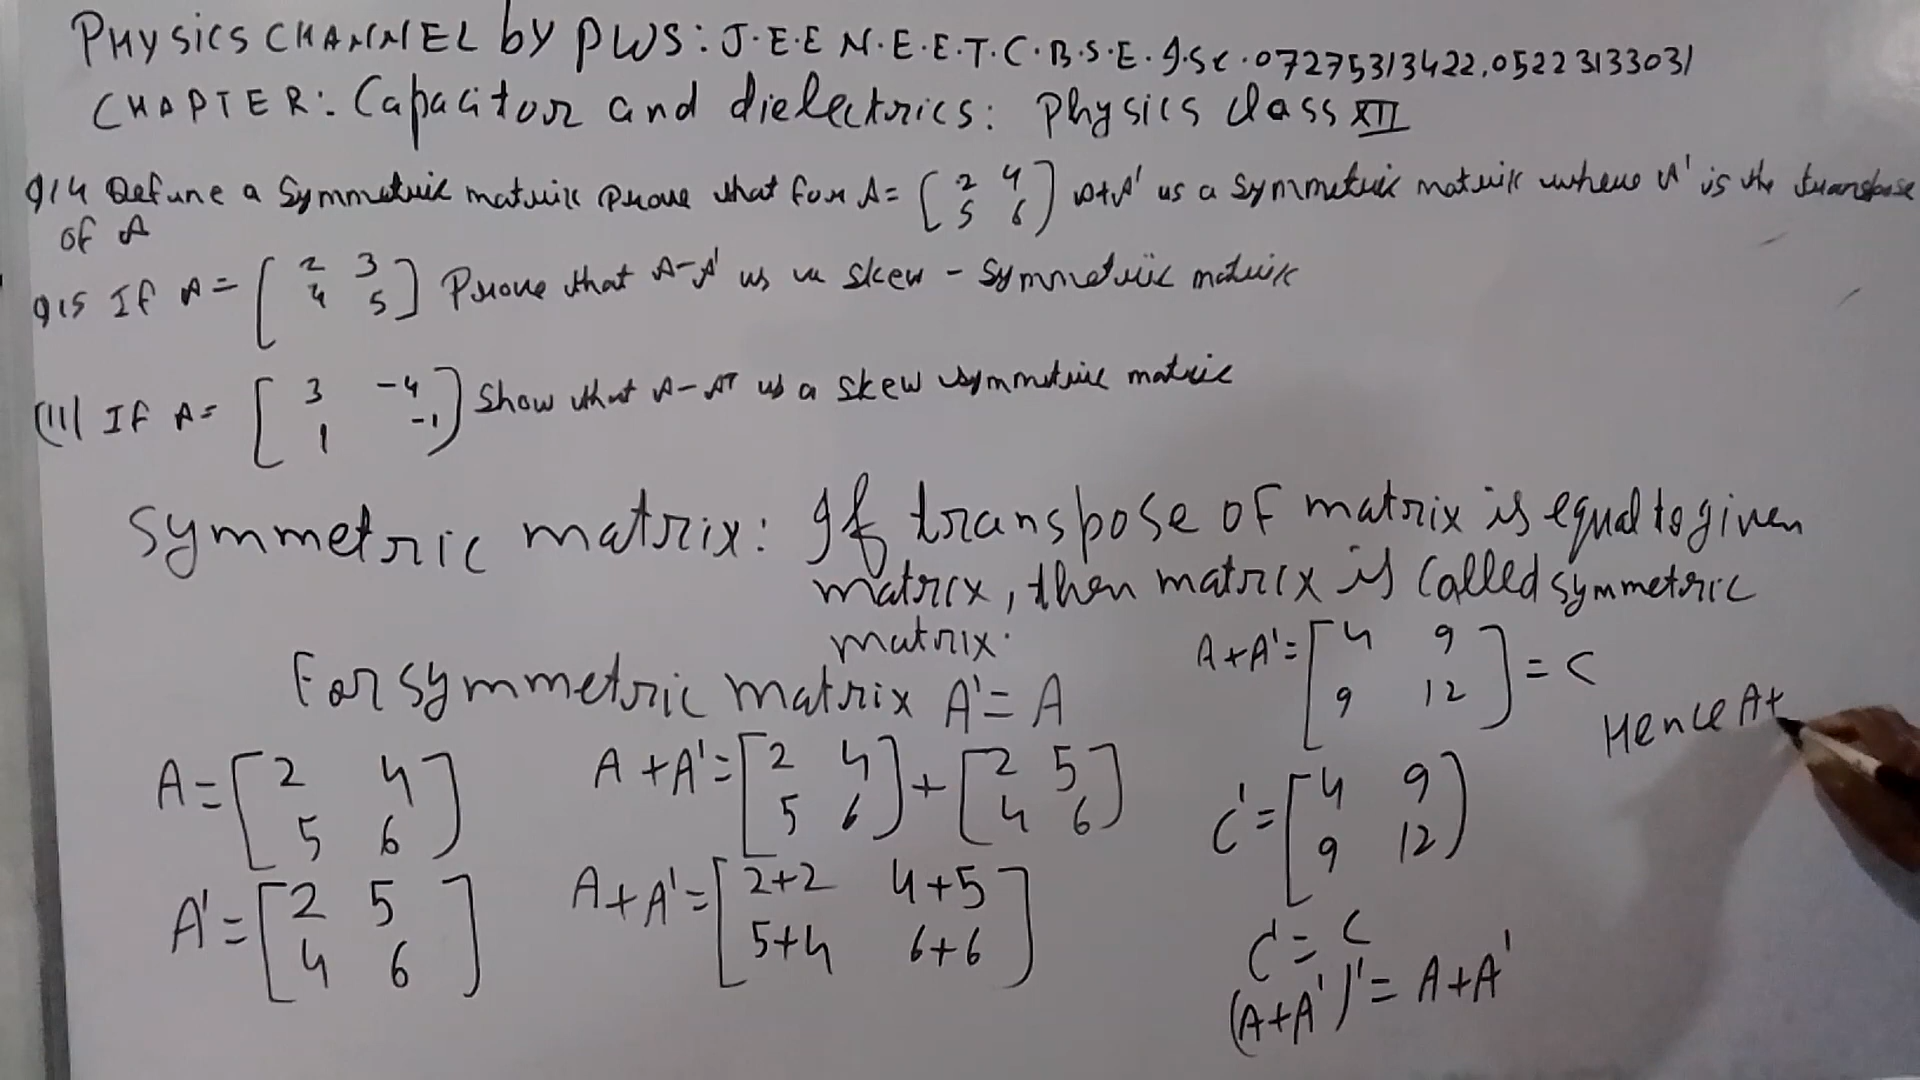 PHYSICS CHANNEL by PWS: J.E.E N.E.E.T.C.B.S.E. I.Sc. 07275313422, 05223133031
CHAPTER: Capacitor and dielectrics: Physics class XII
Q14 Define a Symmetric matrix Prove that for A = [ 2 4
5 6 ] A+A' is a symmetric matrix where A' is the transpose
of A
Q15 If A = [ 2 3
4 5 ] Prove that A-A' is a skew - symmetric matrix
(II) If A = [ 3 -4
1 -1 ] Show that A-Aᵀ is a skew symmetric matrix
Symmetric matrix: If transpose of matrix is equal to given
matrix, then matrix is called symmetric
matrix.
For symmetric matrix A' = A
A = [ 2 4
5 6 ]
A' = [ 2 5
4 6 ]
A + A' = [ 2 4
5 6 ] + [ 2 5
4 6 ]
A + A' = [ 2+2 4+5
5+4 6+6 ]
A + A' = [ 4 9
9 12 ] = C
C' = [ 4 9
9 12 ]
C' = C
(A+A')' = A+A'
Hence A+